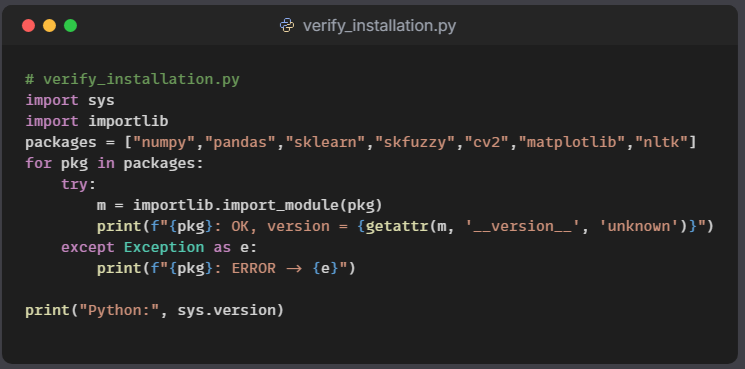 verify_installation.py
# verify_installation.py
import sys
import importlib
packages = ["numpy","pandas","sklearn","skfuzzy","cv2","matplotlib","nltk"]
for pkg in packages:
    try:
        m = importlib.import_module(pkg)
        print(f"{pkg}: OK, version = {getattr(m, '__version__', 'unknown')}")
    except Exception as e:
        print(f"{pkg}: ERROR → {e}")
print("Python:", sys.version)